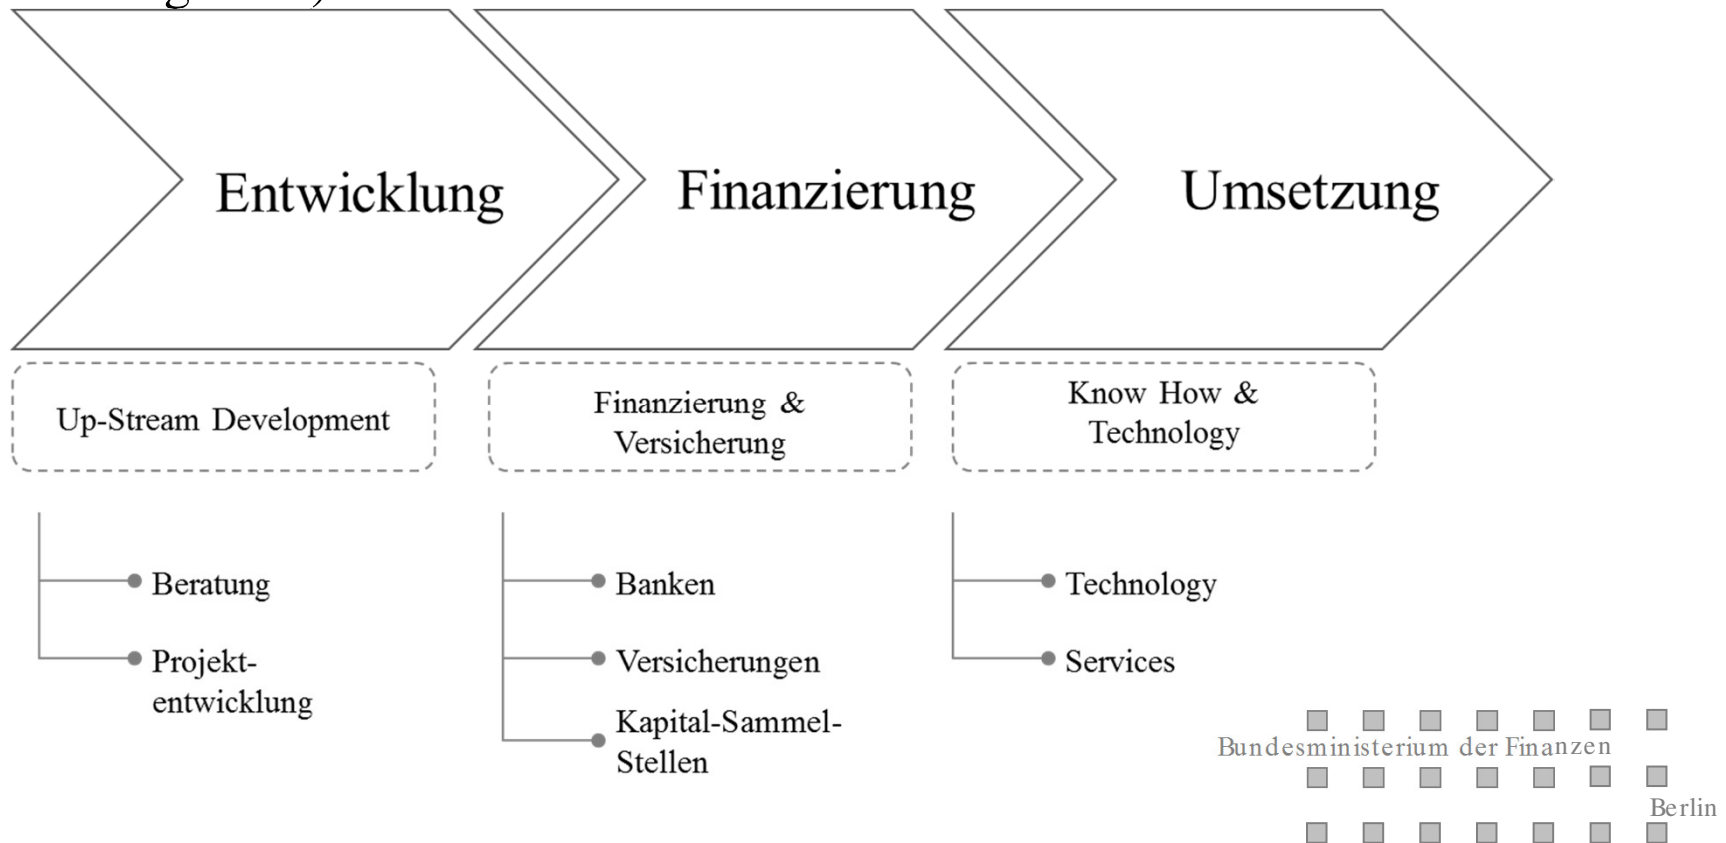 Entwicklung
Finanzierung
Umsetzung
Up-Stream Development
Finanzierung &
Versicherung
Know How &
Technology
Beratung
Projekt-
entwicklung
Banken
Versicherungen
Kapital-Sammel-
Stellen
Technology
Services
Bundesministerium der Finanzen
Berlin